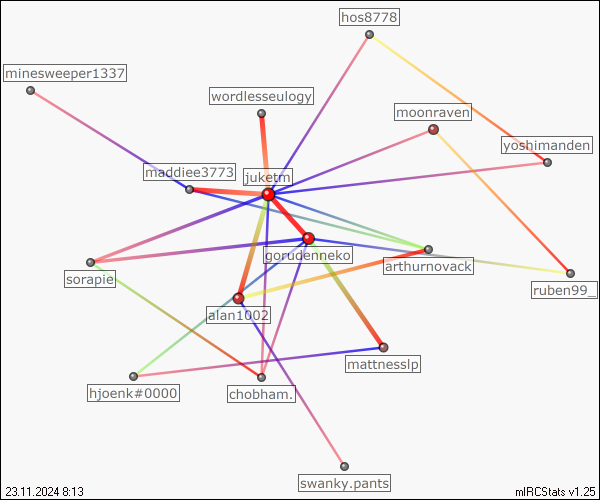 hos8778
minesweeper1337
wordlesseulogy
moonraven
yoshimanden
maddiee3773
juketm
gorudenneko
arthurnovack
sorapie
ruben99_
alan1002
mattnesslp
hjoenk#0000
chobham.
swanky.pants
23.11.2024 8:13
mIRCStats v1.25